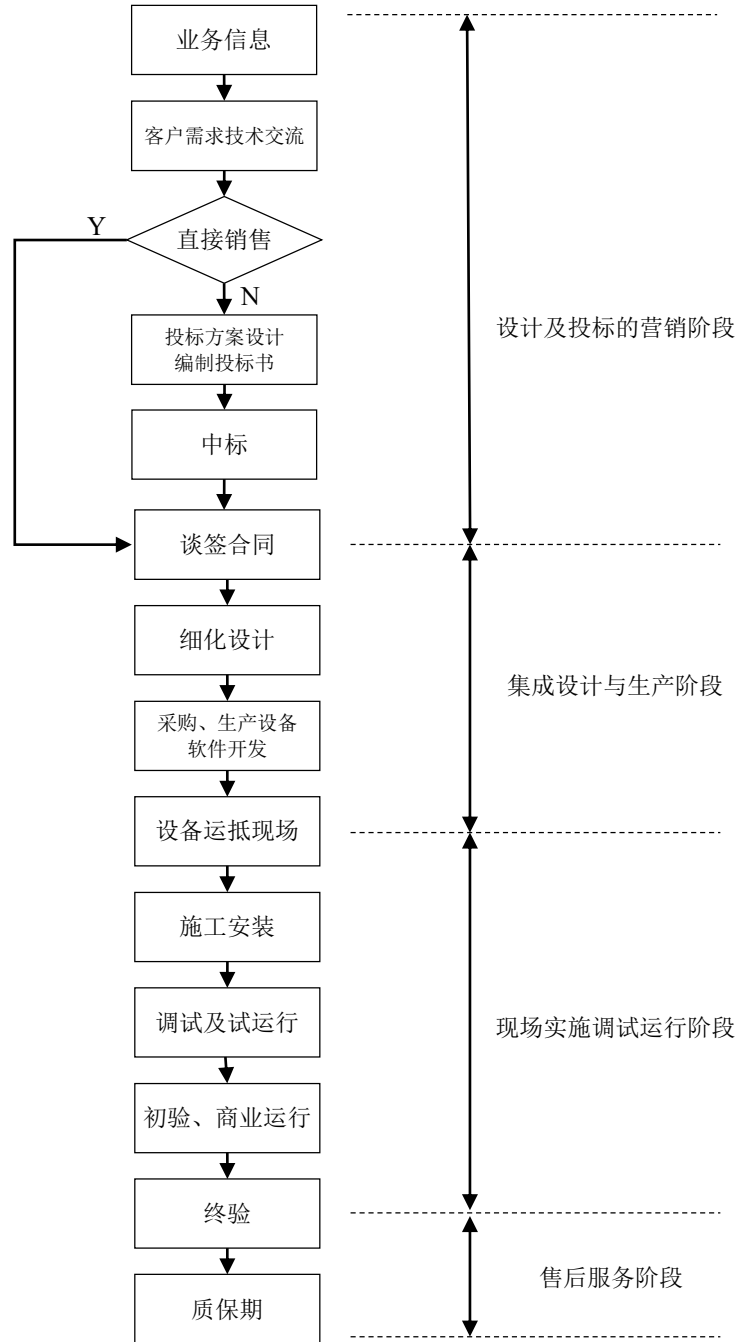 业务信息
客户需求技术交流
直接销售
Y
N
投标方案设计
编制投标书
中标
谈签合同
细化设计
采购、生产设备
软件开发
设备运抵现场
施工安装
调试及试运行
初验、商业运行
终验
质保期
设计及投标的营销阶段
集成设计与生产阶段
现场实施调试运行阶段
售后服务阶段